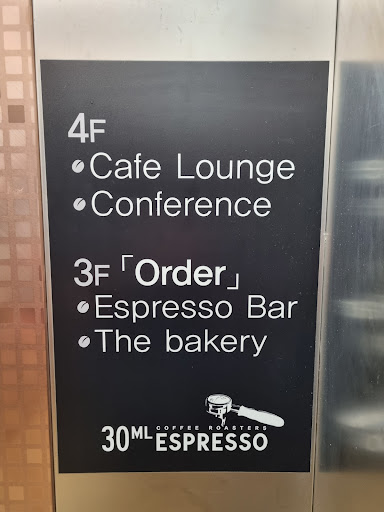 4F
Cafe Lounge
Conference
3F「Order」
Espresso Bar
The bakery
COFFEE ROASTERS
30ML ESPRESSO